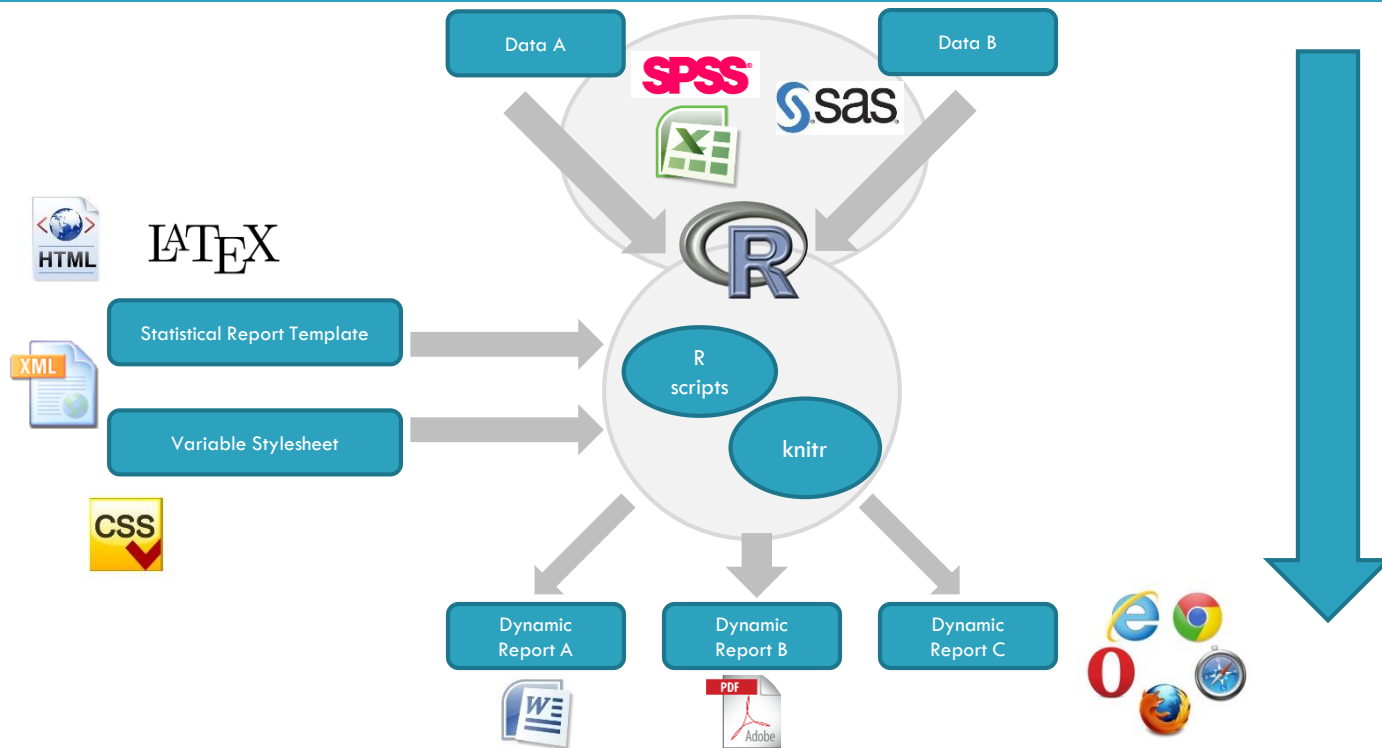 Data A
Data B
SPSS®
sas
HTML
LATEX
R
Statistical Report Template
XML
R
scripts
Variable Stylesheet
knitr
CSS
Dynamic
Report A
Dynamic
Report B
Dynamic
Report C
W
PDF
Adobe